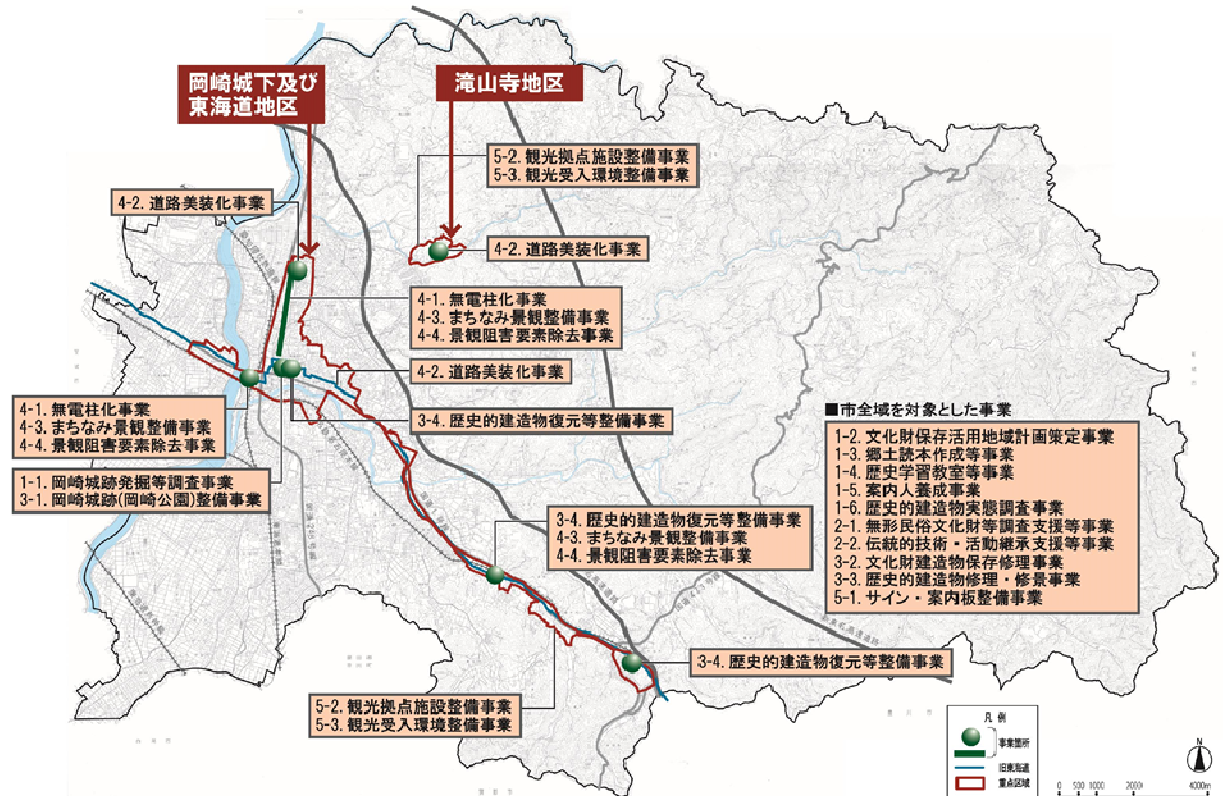 岡崎城下及び
東海道地区
滝山寺地区
5-2. 観光拠点施設整備事業
5-3. 観光受入環境整備事業
4-2. 道路美装化事業
4-2. 道路美装化事業
4-1. 無電柱化事業
4-3. まちなみ景観整備事業
4-4. 景観阻害要素除去事業
4-2. 道路美装化事業
3-4. 歴史的建造物復元等整備事業
4-1. 無電柱化事業
4-3. まちなみ景観整備事業
4-4. 景観阻害要素除去事業
1-1. 岡崎城跡発掘等調査事業
3-1. 岡崎城跡(岡崎公園)整備事業
3-4. 歴史的建造物復元等整備事業
4-3. まちなみ景観整備事業
4-4. 景観阻害要素除去事業
■市全域を対象とした事業
1-2. 文化財保存活用地域計画策定事業
1-3. 郷土読本作成等事業
1-4. 歴史学習教室等事業
1-5. 案内人養成事業
1-6. 歴史的建造物実態調査事業
2-1. 無形民俗文化財等調査支援等事業
2-2. 伝統的技術・活動継承支援等事業
3-2. 文化財建造物保存修理事業
3-3. 歴史的建造物修理・修景事業
5-1. サイン・案内板整備事業
3-4. 歴史的建造物復元等整備事業
5-2. 観光拠点施設整備事業
5-3. 観光受入環境整備事業
凡 例
事業箇所
旧東海道
重点区域
N
0 500 1000 2000 4000m